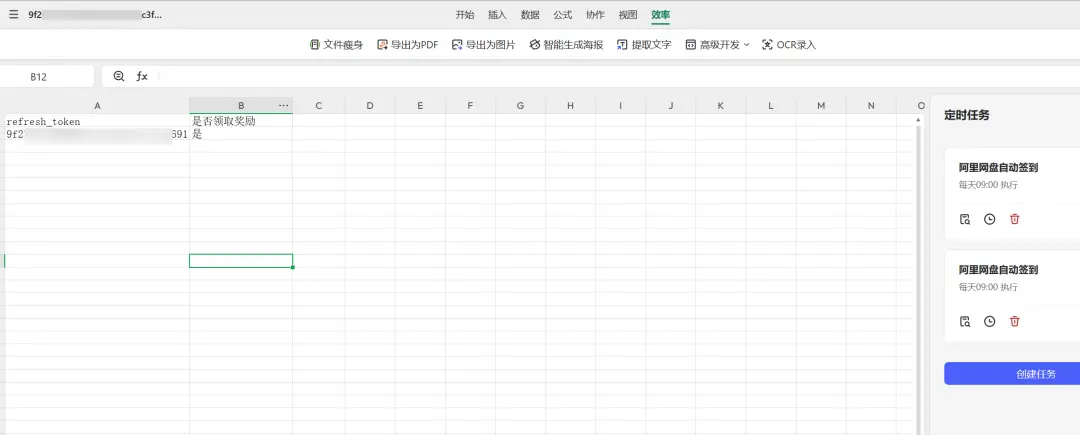 9f2 c3f...
开始 插入 数据 公式 协作 视图 效率
文件瘦身 导出为PDF 导出为图片 智能生成海报 提取文字 高级开发 OCR录入
B12 fx
A B ... C D E F G H I J K L M N O
refresh_token 是否领取奖励
9f2 691 是
定时任务
阿里网盘自动签到
每天09:00 执行
阿里网盘自动签到
每天09:00 执行
创建任务